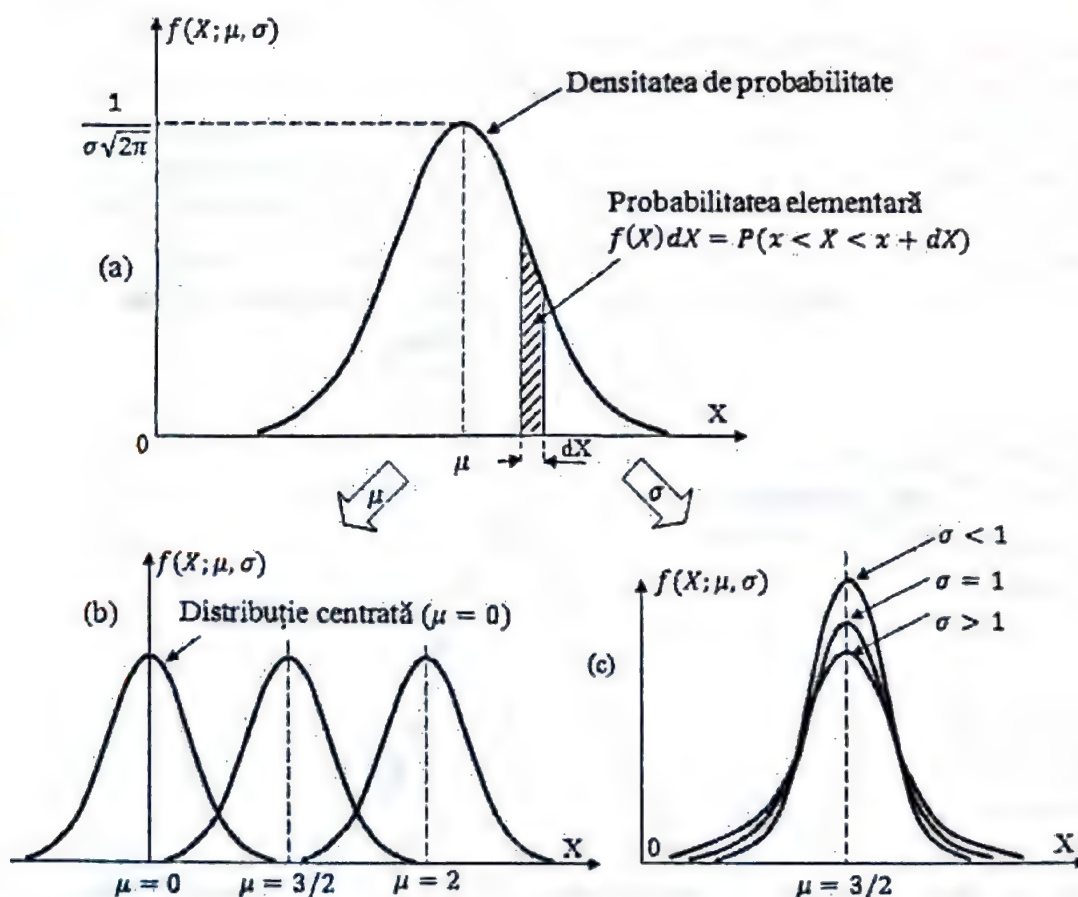 f(X; μ, σ)
Densitatea de probabilitate
1
σ√2π
Probabilitatea elementară
f(X)dX = P(x < X < x + dX)
(a)
X
0
μ
dX
μ
σ
f(X; μ, σ)
(b)
Distribuție centrată (μ = 0)
X
μ = 0
μ = 3/2
μ = 2
σ < 1
f(X; μ, σ)
σ = 1
σ > 1
(c)
0
X
μ = 3/2